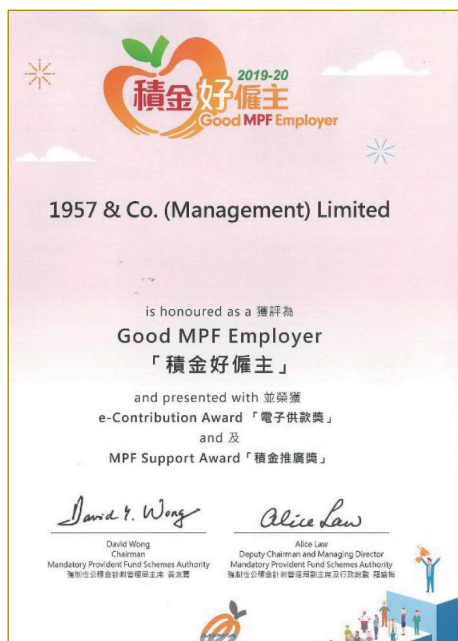 2019-20
積金好僱主
Good MPF Employer
1957 & Co. (Management) Limited
is honoured as a 獲評為
Good MPF Employer
「積金好僱主」
and presented with 並榮獲
e-Contribution Award「電子供款獎」
and 及
MPF Support Award「積金推廣獎」
David Y. Wong
Alice Law
David Wong
Alice Law
Chairman
Deputy Chairman and Managing Director
Mandatory Provident Fund Schemes Authority
Mandatory Provident Fund Schemes Authority
強制性公積金計劃管理局主席 黃友嘉
強制性公積金計劃管理局副主席及行政總監 羅盛梅